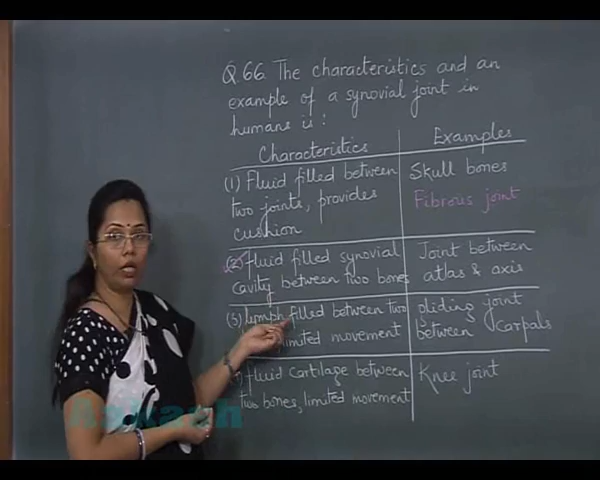 Q.66. The characteristics and an
example of a synovial joint in
humans is :
Characteristics
Examples
(1) Fluid filled between
two joints, provides
cushion
Skull bones
Fibrous joint
(2) Fluid filled synovial
cavity between two bones
Joint between
atlas & axis
(3) Lymph filled between two
limited movement
gliding joint
between Carpals
) Fluid cartilage between
two bones, limited movement
Knee joint
Aakash